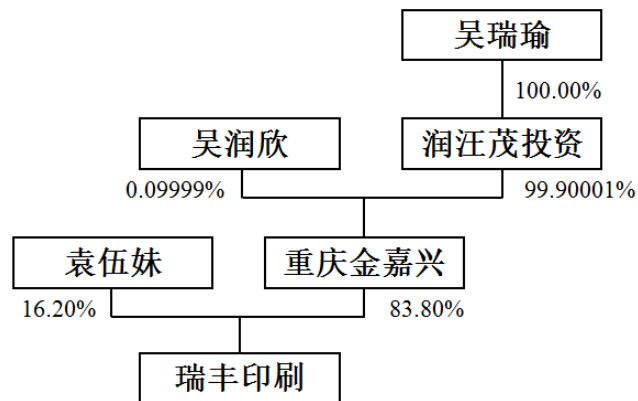 吴瑞瑜
100.00%
吴润欣
润汪茂投资
0.09999%
99.90001%
袁伍妹
重庆金嘉兴
16.20%
83.80%
瑞丰印刷